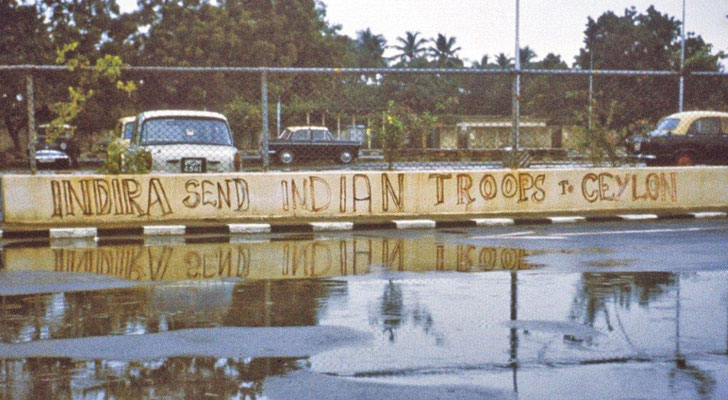 INDIRA SEND INDIAN TROOPS TO CEYLON